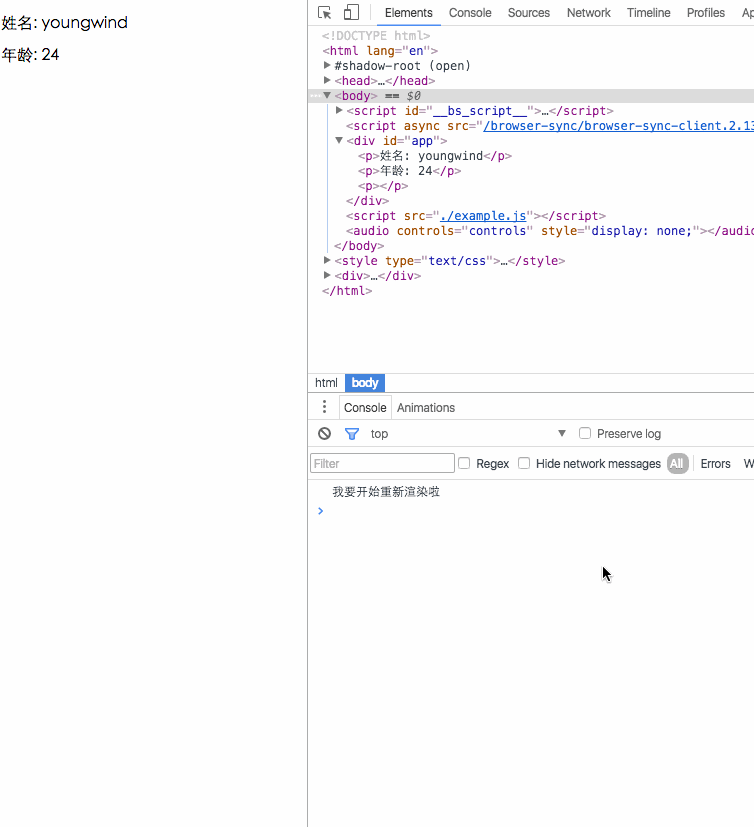 姓名: youngwind
年龄: 24
Elements Console Sources Network Timeline Profiles Ap
<!DOCTYPE html>
<html lang="en">
#shadow-root (open)
<head>…</head>
<body> == $0
<script id="__bs_script__">…</script>
<script async src="/browser-sync/browser-sync-client.2.13
<div id="app">
<p>姓名: youngwind</p>
<p>年龄: 24</p>
<p></p>
</div>
<script src="./example.js"></script>
<audio controls="controls" style="display: none;"></audio
</body>
<style type="text/css">…</style>
<div>…</div>
</html>
html body
Console Animations
top Preserve log
Filter Regex Hide network messages All Errors W
我要开始重新渲染啦